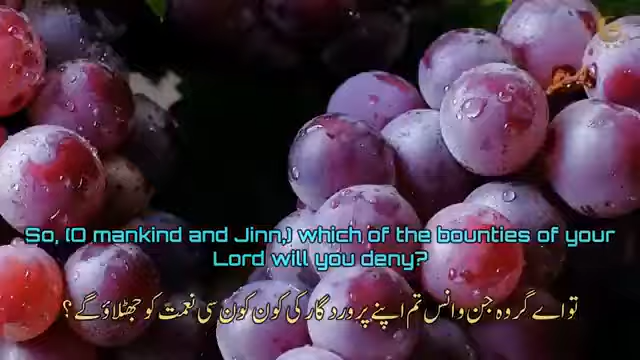 So, (O mankind and Jinn,) which of the bounties of your
Lord will you deny?
تو اے گروہ جن و انس تم اپنے پروردگار کی کون کون سی نعمت کو جھٹلاؤ گے؟